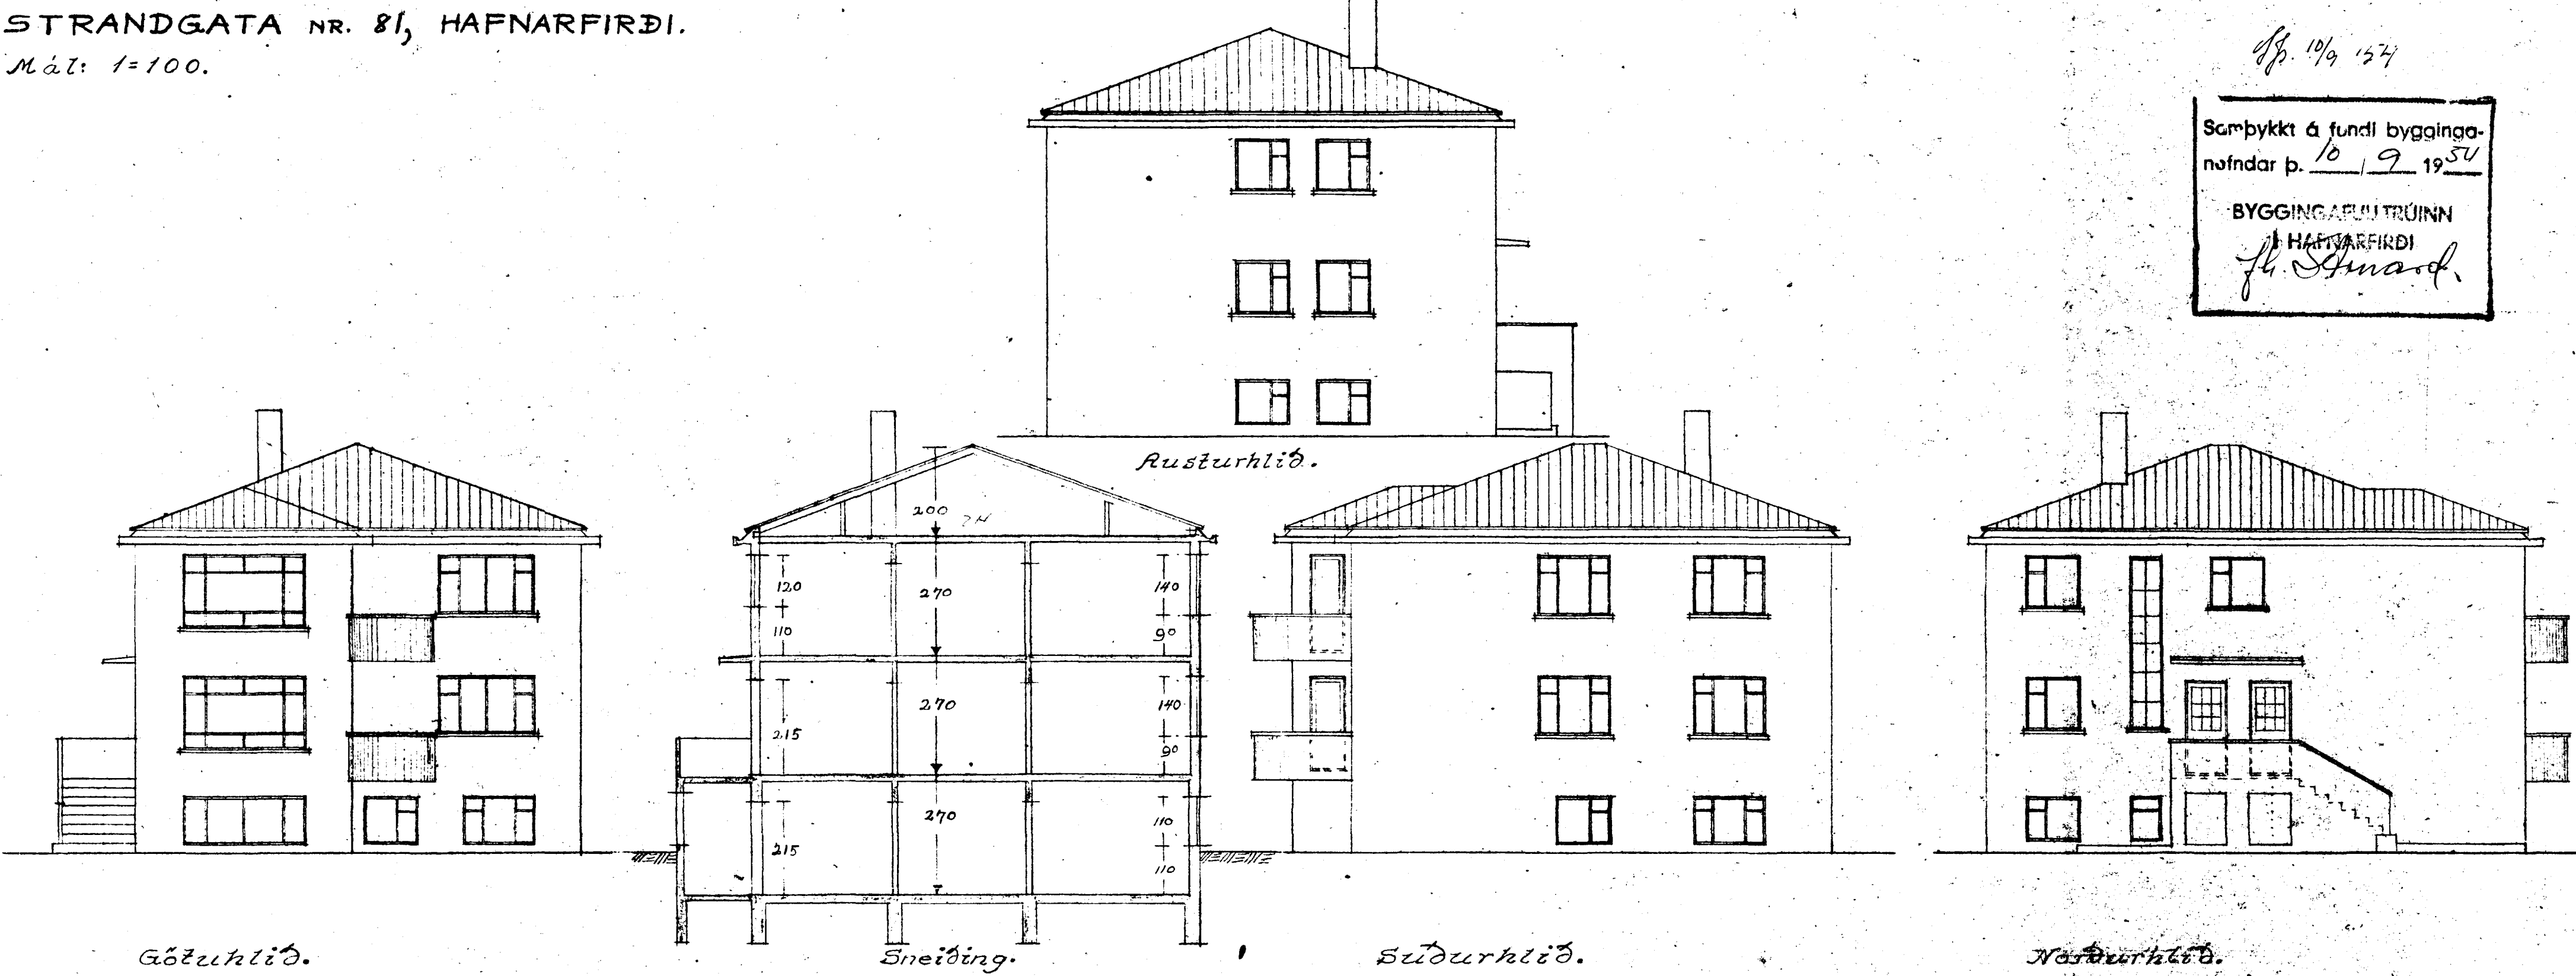 STRANDGATA NR. 81, HAFNARFIRÐI.
Mál: 1=100.
10/9 '54
Samþykkt á fundi bygginga-
nefndar þ. 10 / 9 1954
BYGGINGAFULLTRÚINN
Í HAFNARFIRÐI
Austurhlið.
200
120
270
140
110
90
270
140
215
90
270
110
215
110
Götuhlið.
Sneiðing.
Suðurhlið.
Norðurhlið.